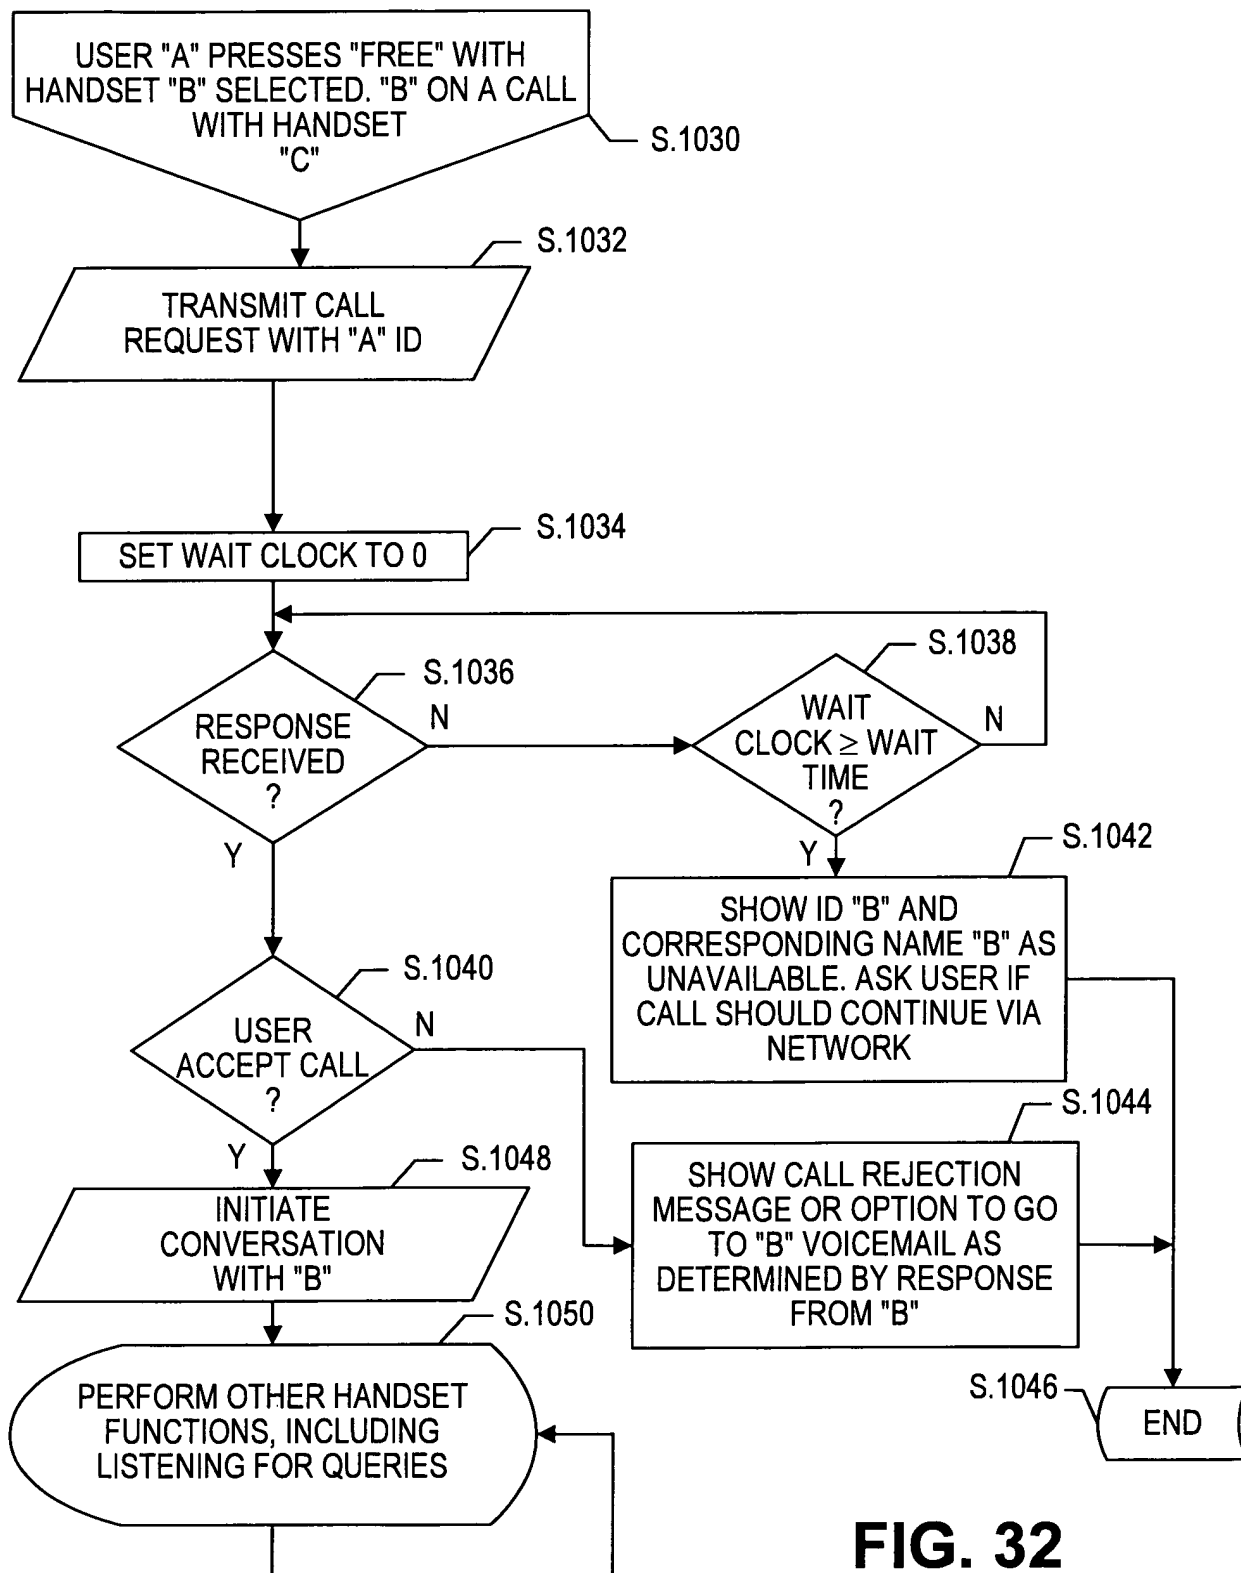 USER "A" PRESSES "FREE" WITH
HANDSET "B" SELECTED. "B" ON A CALL
WITH HANDSET
"C"
S.1030
S.1032
TRANSMIT CALL
REQUEST WITH "A" ID
S.1034
SET WAIT CLOCK TO 0
S.1036
RESPONSE
RECEIVED
?
N
Y
S.1038
WAIT
CLOCK ≥ WAIT
TIME
?
N
Y
S.1042
SHOW ID "B" AND
CORRESPONDING NAME "B" AS
UNAVAILABLE. ASK USER IF
CALL SHOULD CONTINUE VIA
NETWORK
S.1040
USER
ACCEPT CALL
?
N
Y
S.1044
SHOW CALL REJECTION
MESSAGE OR OPTION TO GO
TO "B" VOICEMAIL AS
DETERMINED BY RESPONSE
FROM "B"
S.1048
INITIATE
CONVERSATION
WITH "B"
S.1050
PERFORM OTHER HANDSET
FUNCTIONS, INCLUDING
LISTENING FOR QUERIES
S.1046
END
FIG. 32